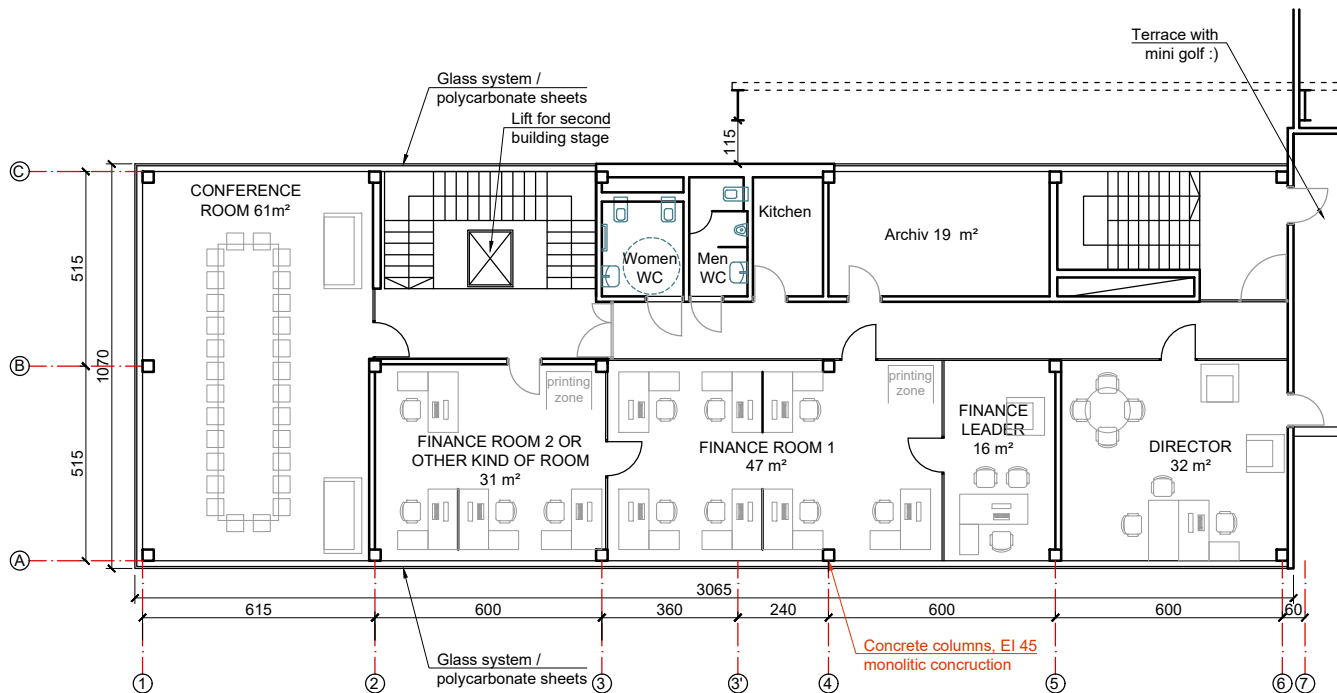 Terrace with
mini golf :)
Glass system /
polycarbonate sheets
Lift for second
building stage
115
C
CONFERENCE
ROOM 61m²
Kitchen
Archiv 19 m²
Women
WC
Men
WC
515
1070
B
printing
zone
printing
zone
FINANCE ROOM 2 OR
OTHER KIND OF ROOM
31 m²
FINANCE ROOM 1
47 m²
FINANCE
LEADER
16 m²
DIRECTOR
32 m²
515
A
3065
615
600
360
240
600
600
60
Concrete columns, EI 45
monolitic concruction
Glass system /
polycarbonate sheets
1
2
3
3'
4
5
6
7